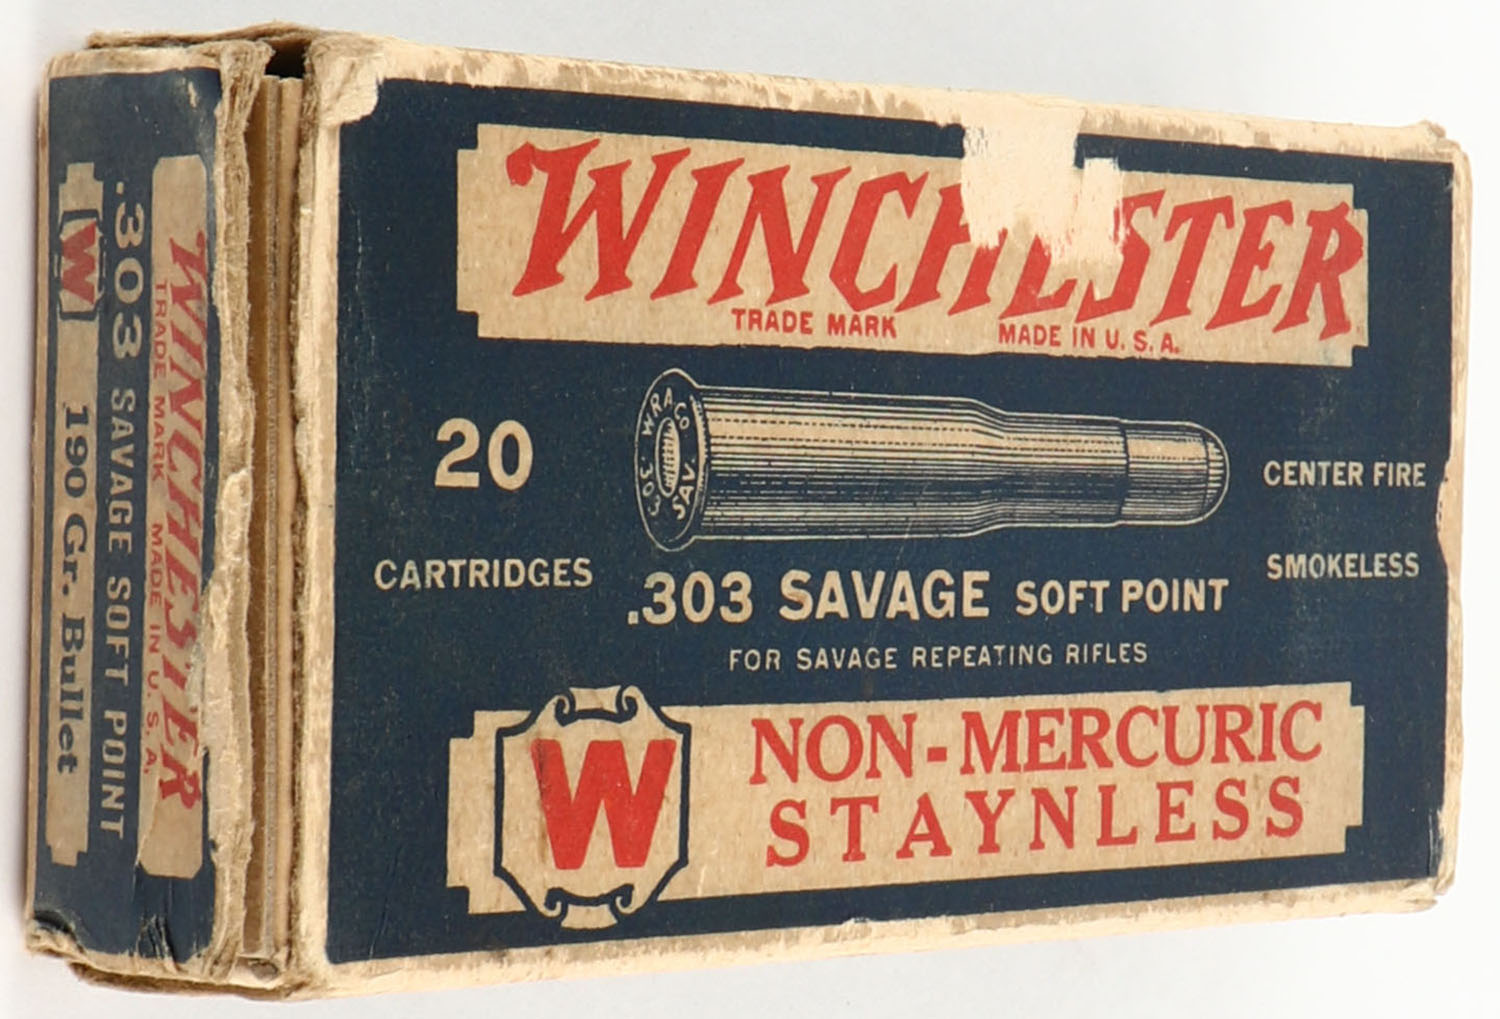 WINCHESTER
TRADE MARK MADE IN U. S. A.
20
CARTRIDGES
W.R.A.Co
.303 SAV.
CENTER FIRE
SMOKELESS
.303 SAVAGE SOFT POINT
FOR SAVAGE REPEATING RIFLES
W
NON-MERCURIC
STAYNLESS
WINCHESTER
TRADE MARK MADE IN U. S. A.
.303 SAVAGE SOFT POINT
W 190 Gr. Bullet